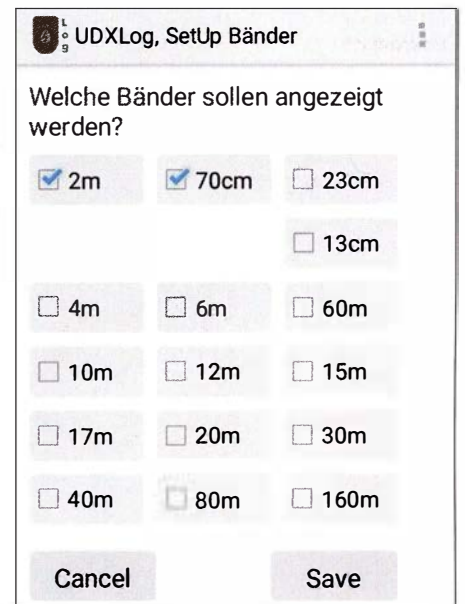 Log
UDXLog, SetUp Bänder
Welche Bänder sollen angezeigt
werden?
2m 70cm 23cm
13cm
4m 6m 60m
10m 12m 15m
17m 20m 30m
40m 80m 160m
Cancel Save